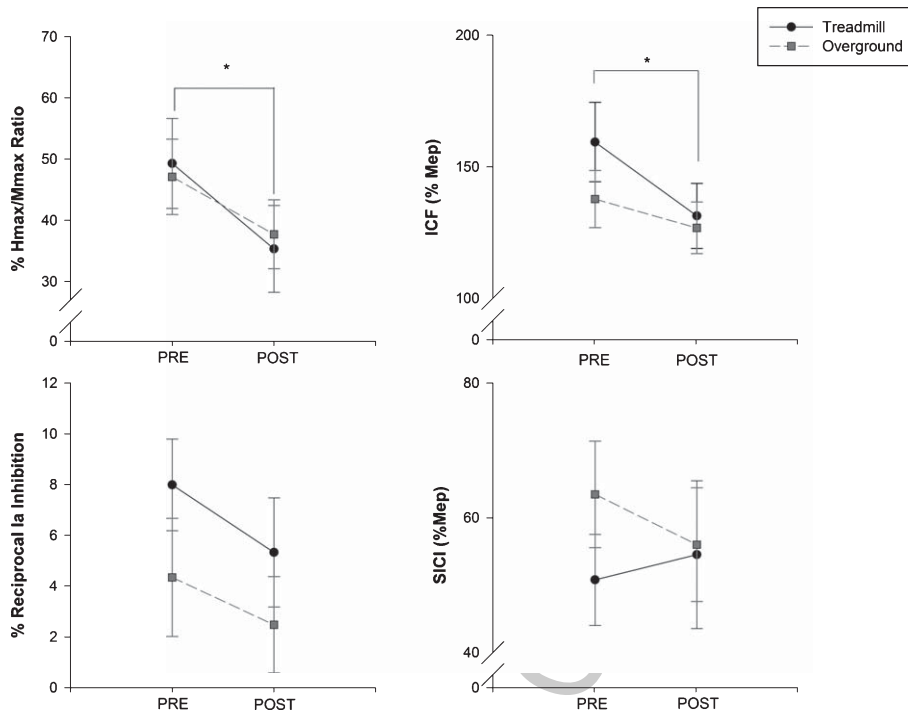 Treadmill
Overground
70
60
50
40
30
0
% Hmax/Mmax Ratio
*
PRE
POST
200
150
100
0
ICF (% Mep)
*
PRE
POST
12
10
8
6
4
2
0
% Reciprocal Ia Inhibition
PRE
POST
80
60
40
0
SICI (%Mep)
PRE
POST